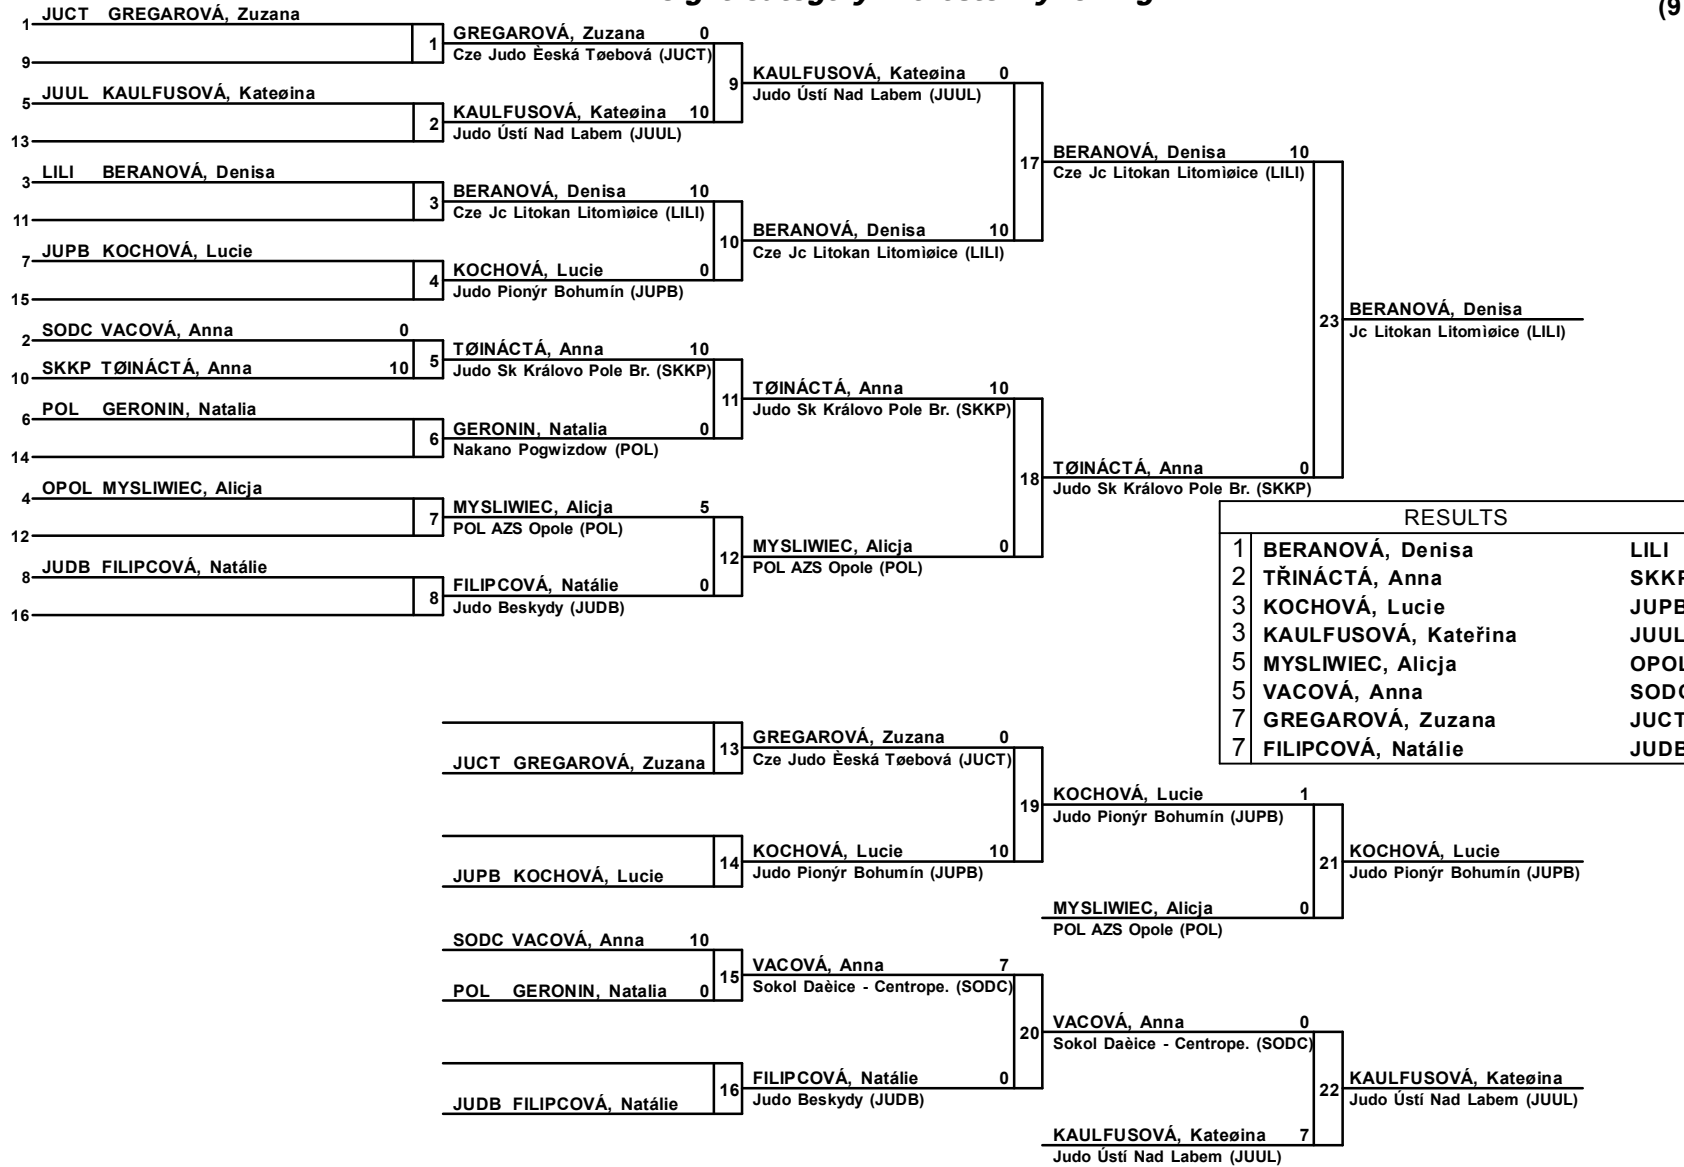 (9
1 JUCT GREGAROVÁ, Zuzana
9
1
GREGAROVÁ, Zuzana 0
Cze Judo Èeská Tøebová (JUCT)
5 JUUL KAULFUSOVÁ, Kateøina
13
2
KAULFUSOVÁ, Kateøina 10
Judo Ústí Nad Labem (JUUL)
9
KAULFUSOVÁ, Kateøina 0
Judo Ústí Nad Labem (JUUL)
3 LILI BERANOVÁ, Denisa
11
3
BERANOVÁ, Denisa 10
Cze Jc Litokan Litomìøice (LILI)
7 JUPB KOCHOVÁ, Lucie
15
4
KOCHOVÁ, Lucie 0
Judo Pionýr Bohumín (JUPB)
10
BERANOVÁ, Denisa 10
Cze Jc Litokan Litomìøice (LILI)
17
BERANOVÁ, Denisa 10
Cze Jc Litokan Litomìøice (LILI)
2 SODC VACOVÁ, Anna 0
10 SKKP TØINÁCTÁ, Anna 10
5
TØINÁCTÁ, Anna 10
Judo Sk Královo Pole Br. (SKKP)
6 POL GERONIN, Natalia
14
6
GERONIN, Natalia 0
Nakano Pogwizdow (POL)
11
TØINÁCTÁ, Anna 10
Judo Sk Královo Pole Br. (SKKP)
4 OPOL MYSLIWIEC, Alicja
12
7
MYSLIWIEC, Alicja 5
POL AZS Opole (POL)
8 JUDB FILIPCOVÁ, Natálie
16
8
FILIPCOVÁ, Natálie 0
Judo Beskydy (JUDB)
12
MYSLIWIEC, Alicja 0
POL AZS Opole (POL)
18
TØINÁCTÁ, Anna 0
Judo Sk Královo Pole Br. (SKKP)
23
BERANOVÁ, Denisa
Jc Litokan Litomìøice (LILI)
RESULTS
1 BERANOVÁ, Denisa LILI
2 TŘINÁCTÁ, Anna SKKP
3 KOCHOVÁ, Lucie JUPB
3 KAULFUSOVÁ, Kateřina JUUL
5 MYSLIWIEC, Alicja OPOL
5 VACOVÁ, Anna SODC
7 GREGAROVÁ, Zuzana JUCT
7 FILIPCOVÁ, Natálie JUDB
JUCT GREGAROVÁ, Zuzana
13
GREGAROVÁ, Zuzana 0
Cze Judo Èeská Tøebová (JUCT)
JUPB KOCHOVÁ, Lucie
14
KOCHOVÁ, Lucie 10
Judo Pionýr Bohumín (JUPB)
19
KOCHOVÁ, Lucie 1
Judo Pionýr Bohumín (JUPB)
MYSLIWIEC, Alicja 0
POL AZS Opole (POL)
21
KOCHOVÁ, Lucie
Judo Pionýr Bohumín (JUPB)
SODC VACOVÁ, Anna 10
POL GERONIN, Natalia 0
15
VACOVÁ, Anna 7
Sokol Daèice - Centrope. (SODC)
JUDB FILIPCOVÁ, Natálie
16
FILIPCOVÁ, Natálie 0
Judo Beskydy (JUDB)
20
VACOVÁ, Anna 0
Sokol Daèice - Centrope. (SODC)
KAULFUSOVÁ, Kateøina 7
Judo Ústí Nad Labem (JUUL)
22
KAULFUSOVÁ, Kateøina
Judo Ústí Nad Labem (JUUL)